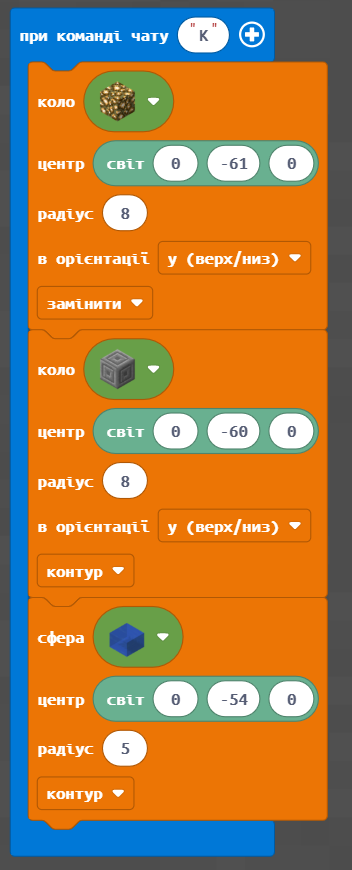 при команді чату "К"
коло
центр світ 0 -61 0
радіус 8
в орієнтації y (верх/низ)
замінити
коло
центр світ 0 -60 0
радіус 8
в орієнтації y (верх/низ)
контур
сфера
центр світ 0 -54 0
радіус 5
контур